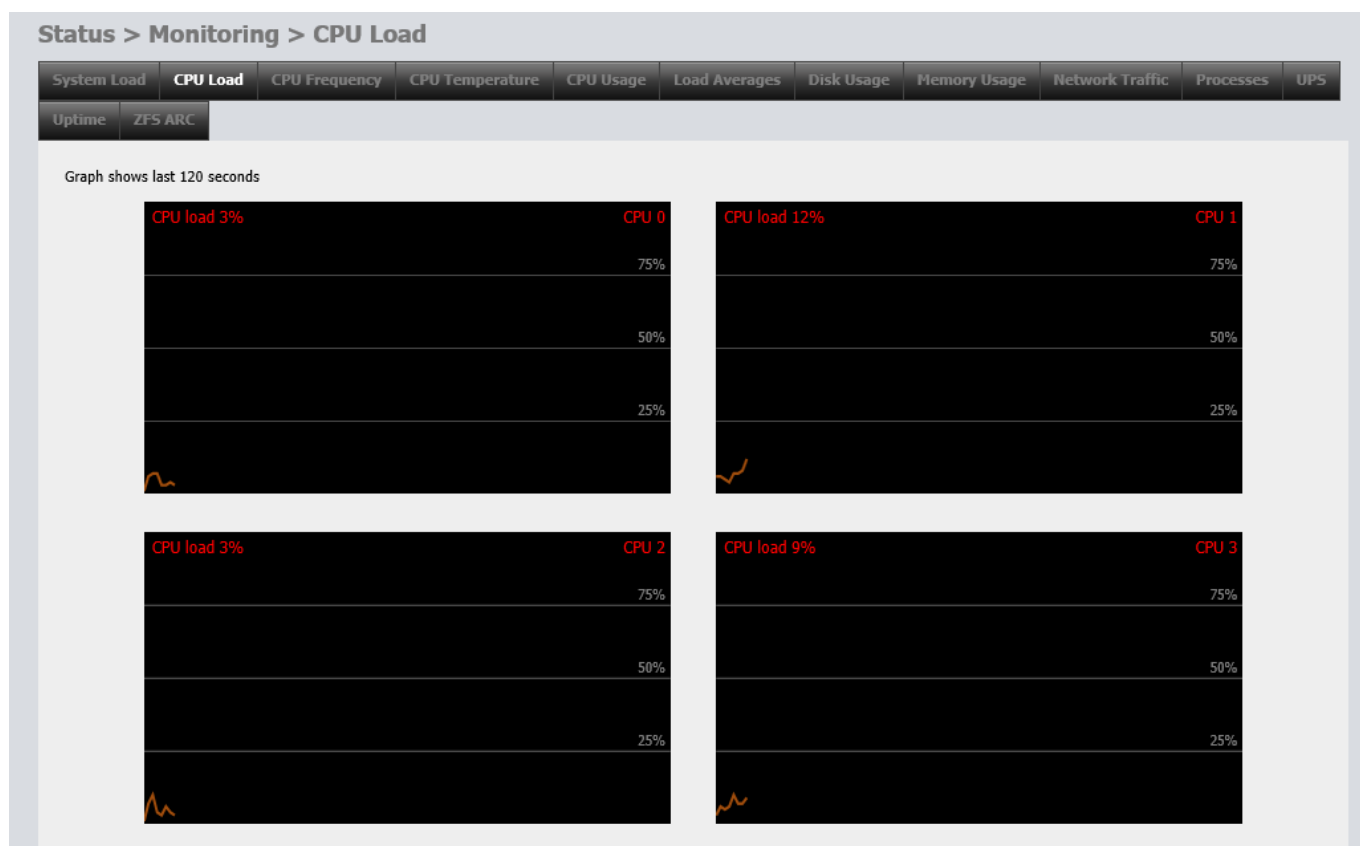 Status > Monitoring > CPU Load
System Load CPU Load CPU Frequency CPU Temperature CPU Usage Load Averages Disk Usage Memory Usage Network Traffic Processes UPS
Uptime ZFS ARC
Graph shows last 120 seconds
CPU load 3% CPU 0
75%
50%
25%
CPU load 12% CPU 1
75%
50%
25%
CPU load 3% CPU 2
75%
50%
25%
CPU load 9% CPU 3
75%
50%
25%